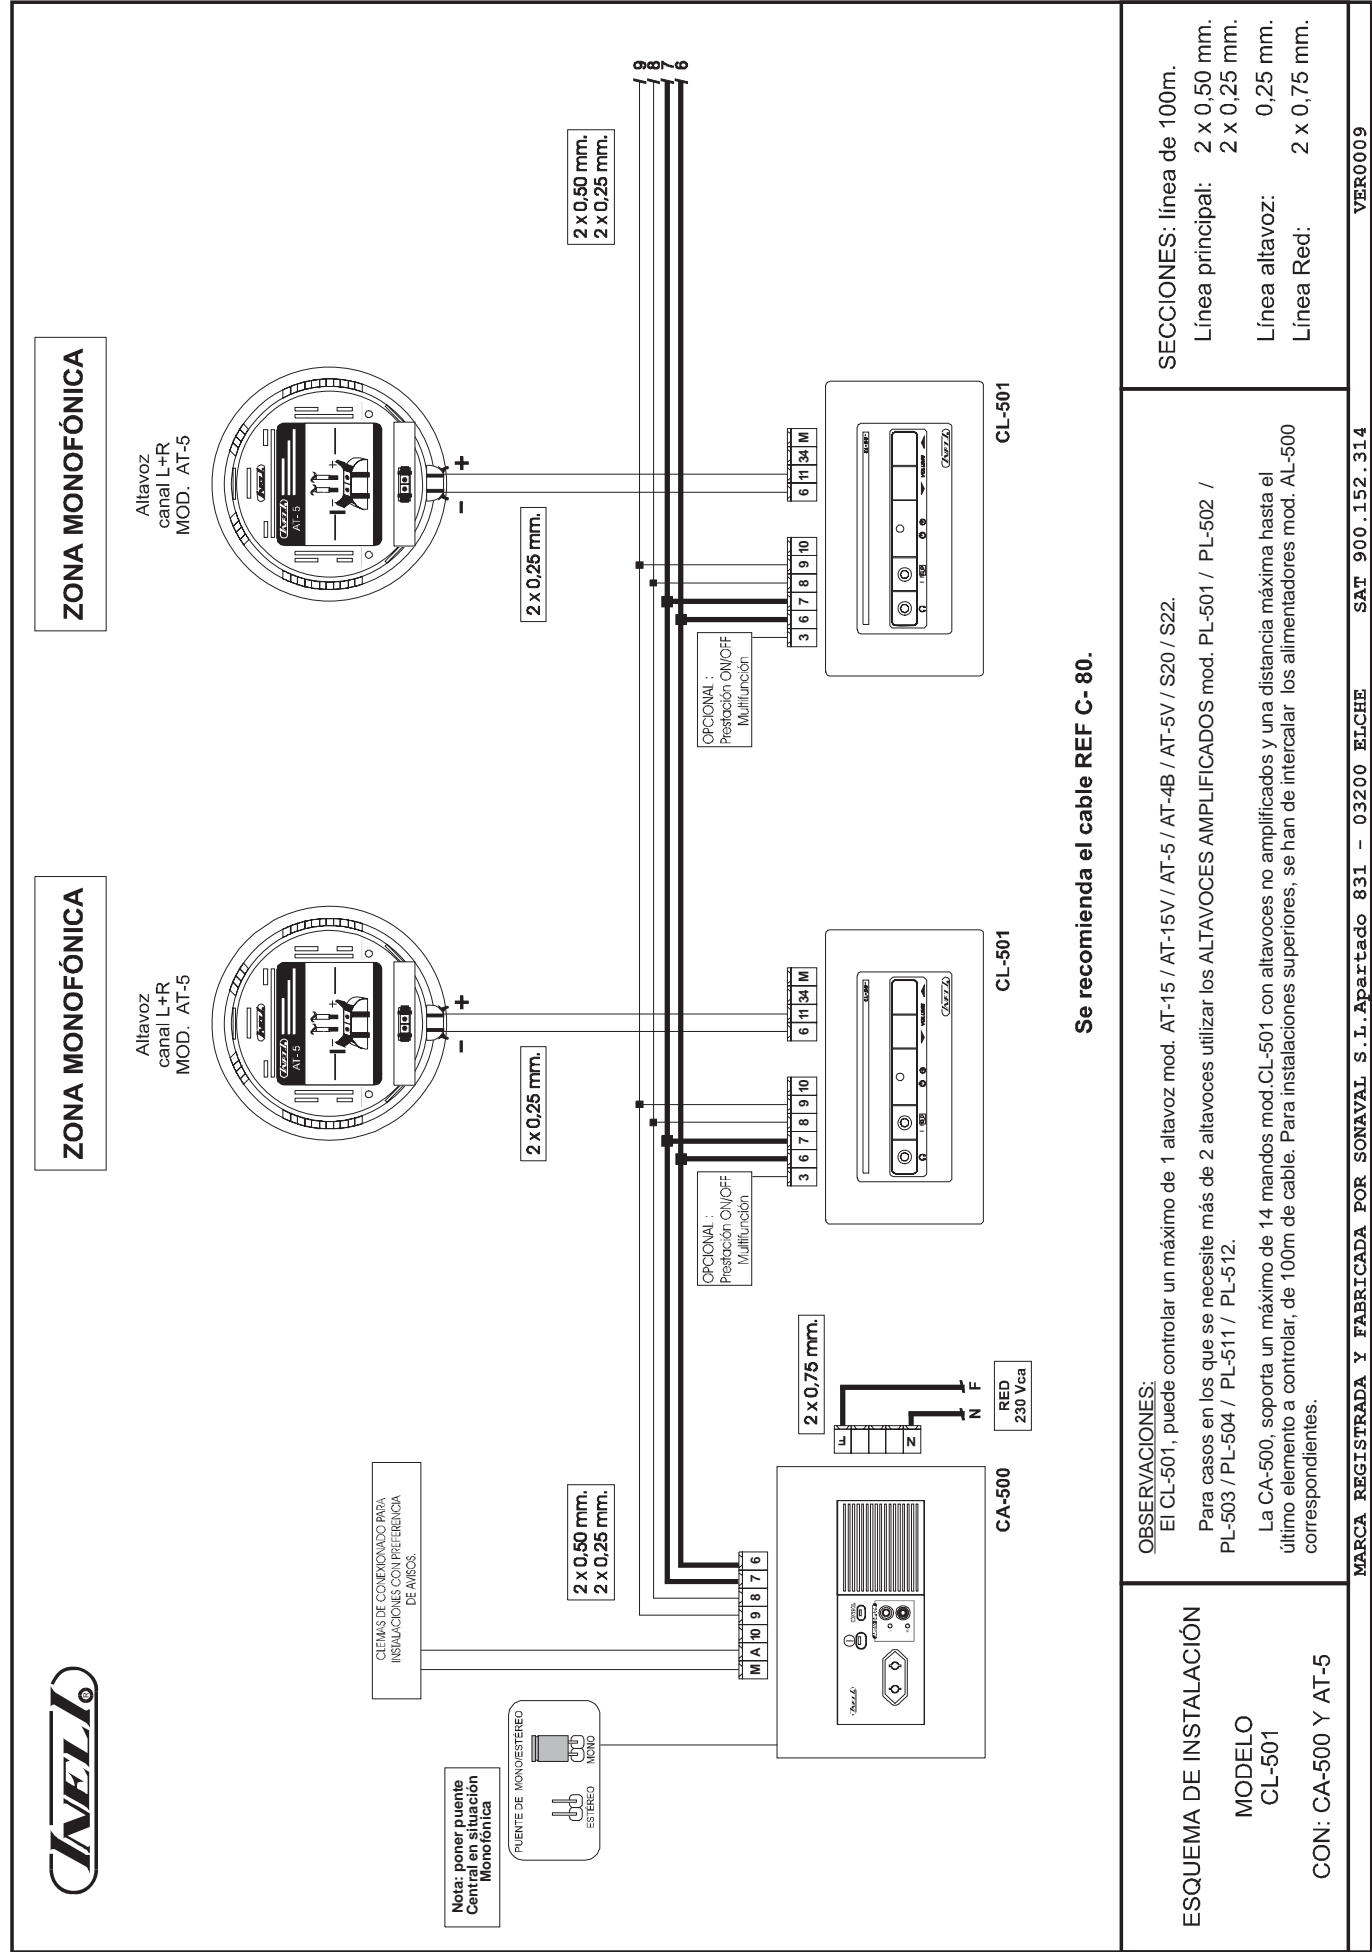 INELI
®
ZONA MONOFÓNICA
ZONA MONOFÓNICA
Altavoz
canal L+R
MOD. AT-5
Altavoz
canal L+R
MOD. AT-5
INELI
AT-5
+
−
INELI
AT-5
+
−
2 x 0,25 mm.
2 x 0,25 mm.
CLEMAS DE CONEXIONADO PARA
INSTALACIONES CON PREFERENCIA
DE AVISOS.
Nota: poner puente
Central en situación
Monofónica
PUENTE DE MONO/ESTÉREO
ESTÉREO
MONO
2 x 0,50 mm.
2 x 0,25 mm.
2 x 0,50 mm.
2 x 0,25 mm.
/ 9
/ 8
/ 7
/ 6
M A 10 9 8 7 6
OPCIONAL :
Prestación ON/OFF
Multifunción
3 6 7 8 9 10
6 11 34 M
OPCIONAL :
Prestación ON/OFF
Multifunción
3 6 7 8 9 10
6 11 34 M
2 x 0,75 mm.
F
N
N
F
RED
230 Vca
CONTROL
CA-500
VOLUMEN
CL-501
VOLUMEN
CL-501
Se recomienda el cable REF C- 80.
ESQUEMA DE INSTALACIÓN
MODELO
CL-501
CON: CA-500 Y AT-5
OBSERVACIONES:
El CL-501, puede controlar un máximo de 1 altavoz mod. AT-15 / AT-15V / AT-5 / AT-4B / AT-5V / S20 / S22.
Para casos en los que se necesite más de 2 altavoces utilizar los ALTAVOCES AMPLIFICADOS mod. PL-501 / PL-502 /
PL-503 / PL-504 / PL-511 / PL-512.
La CA-500, soporta un máximo de 14 mandos mod.CL-501 con altavoces no amplificados y una distancia máxima hasta el
último elemento a controlar, de 100m de cable. Para instalaciones superiores, se han de intercalar los alimentadores mod. AL-500
correspondientes.
SECCIONES: línea de 100m.
Línea principal: 2 x 0,50 mm.
2 x 0,25 mm.
Línea altavoz: 0,25 mm.
Línea Red: 2 x 0,75 mm.
MARCA REGISTRADA Y FABRICADA POR SONAVAL S.L.Apartado 831 - 03200 ELCHE SAT 900.152.314 VER0009